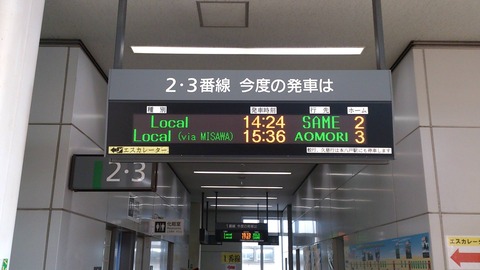 2・3番線 今度の発車は
種別 発車時刻 行先 ホーム
Local 14:24 SAME 2
Local (via MISAWA) 15:36 AOMORI 3
エスカレーター
2・3
エスカレーター